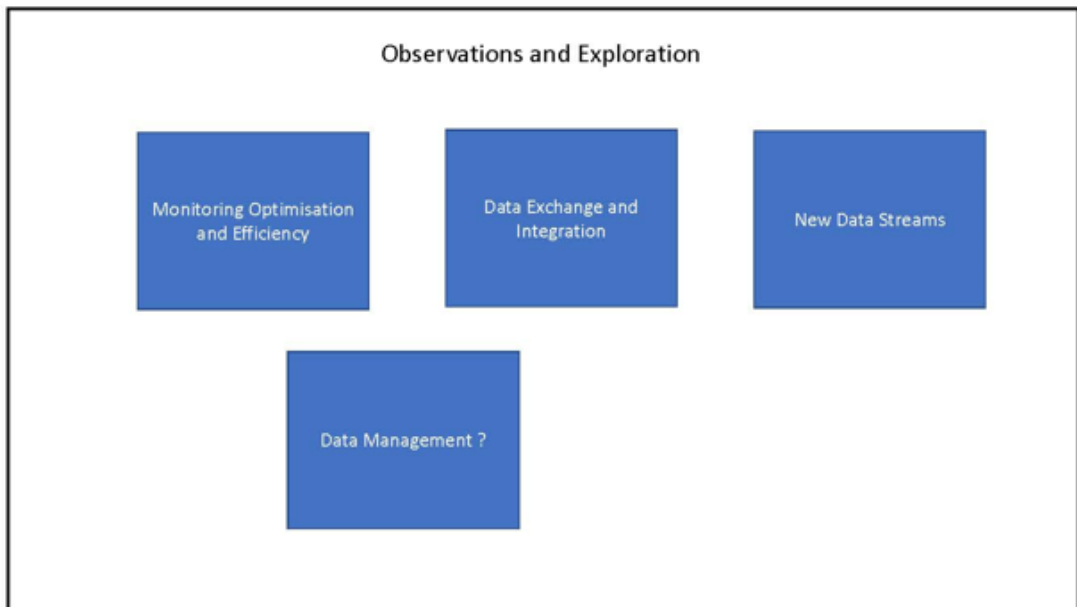 Observations and Exploration
Monitoring Optimisation
and Efficiency
Data Exchange and
Integration
New Data Streams
Data Management ?